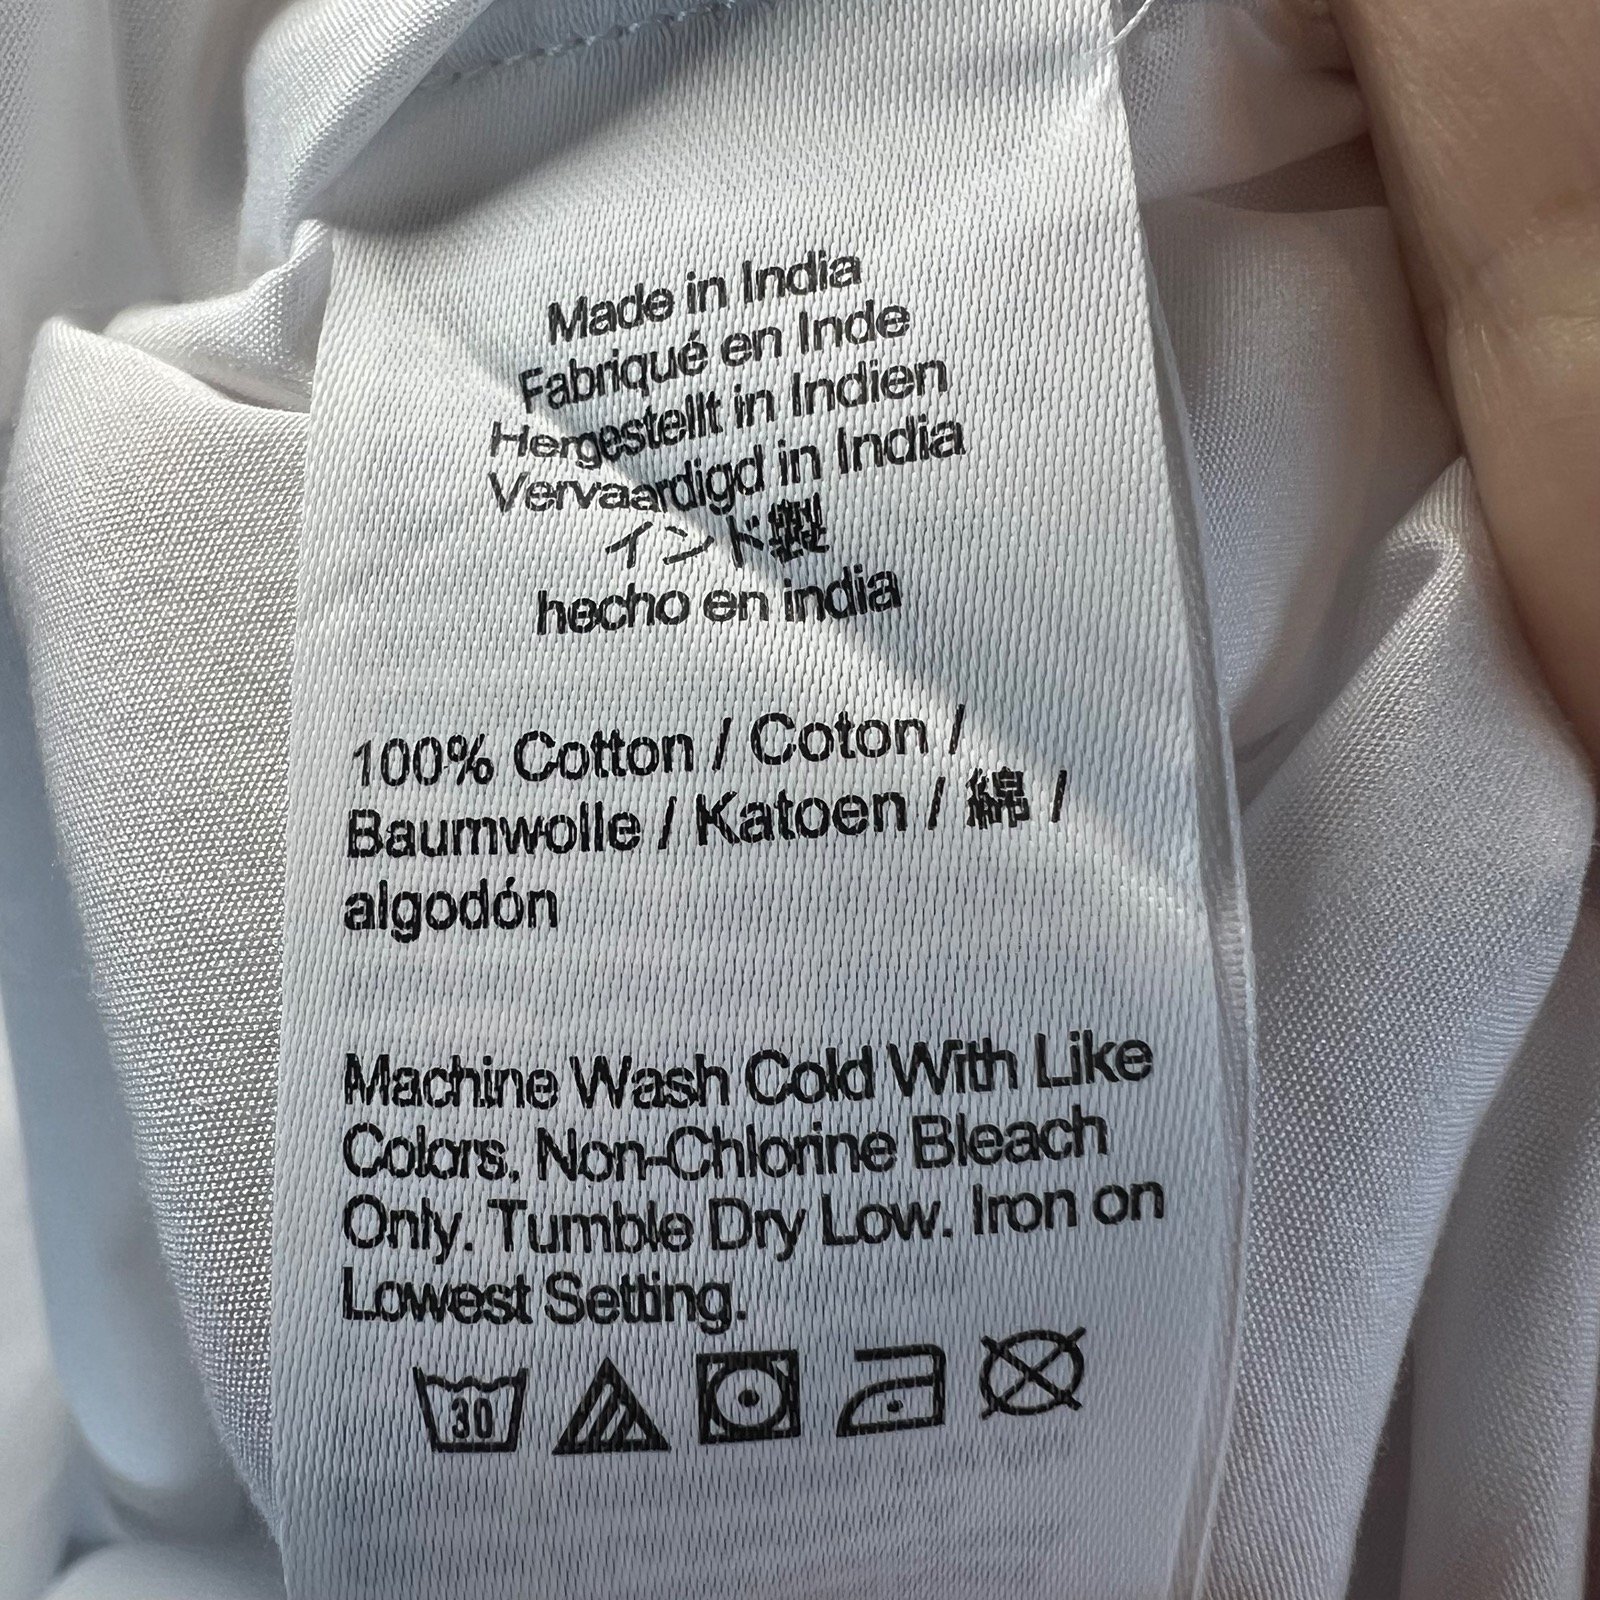 Made in India
Fabriqué en Inde
Hergestellt in Indien
Vervaardigd in India
インド製
hecho en india
100% Cotton / Coton /
Baumwolle / Katoen / 綿 /
algodón
Machine Wash Cold With Like
Colors. Non-Chlorine Bleach
Only. Tumble Dry Low. Iron on
Lowest Setting.
30